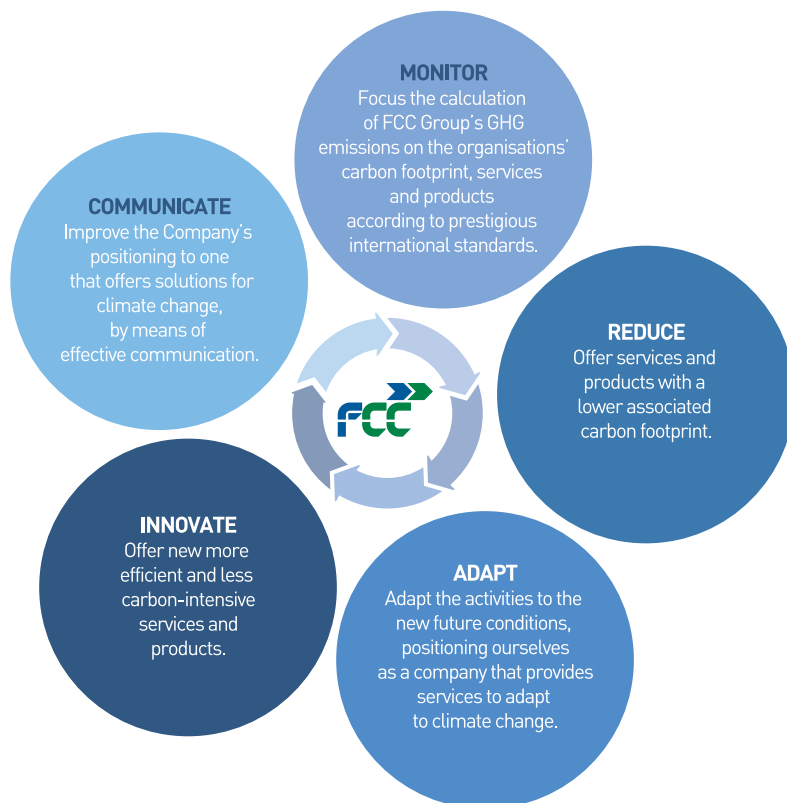 MONITOR
Focus the calculation
of FCC Group's GHG
emissions on the organisations'
carbon footprint, services
and products
according to prestigious
international standards.
COMMUNICATE
Improve the Company's
positioning to one
that offers solutions for
climate change,
by means of
effective communication.
REDUCE
Offer services and
products with a
lower associated
carbon footprint.
FCC
INNOVATE
Offer new more
efficient and less
carbon-intensive
services and
products.
ADAPT
Adapt the activities to the
new future conditions,
positioning ourselves
as a company that provides
services to adapt
to climate change.